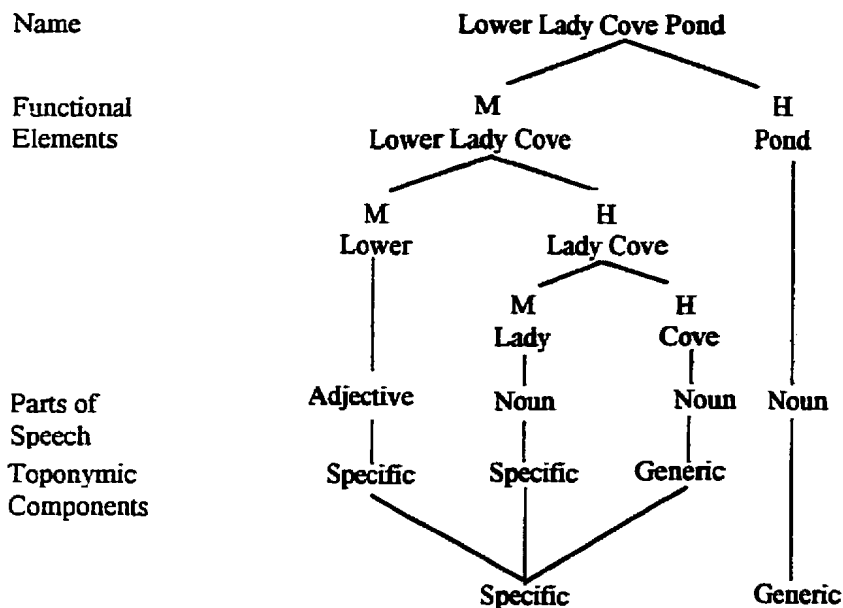 Name Lower Lady Cove Pond
M H
Functional
Elements Lower Lady Cove Pond
M H
Lower Lady Cove
M H
Lady Cove
Parts of
Speech Adjective Noun Noun Noun
Toponymic
Components Specific Specific Generic
Specific Generic